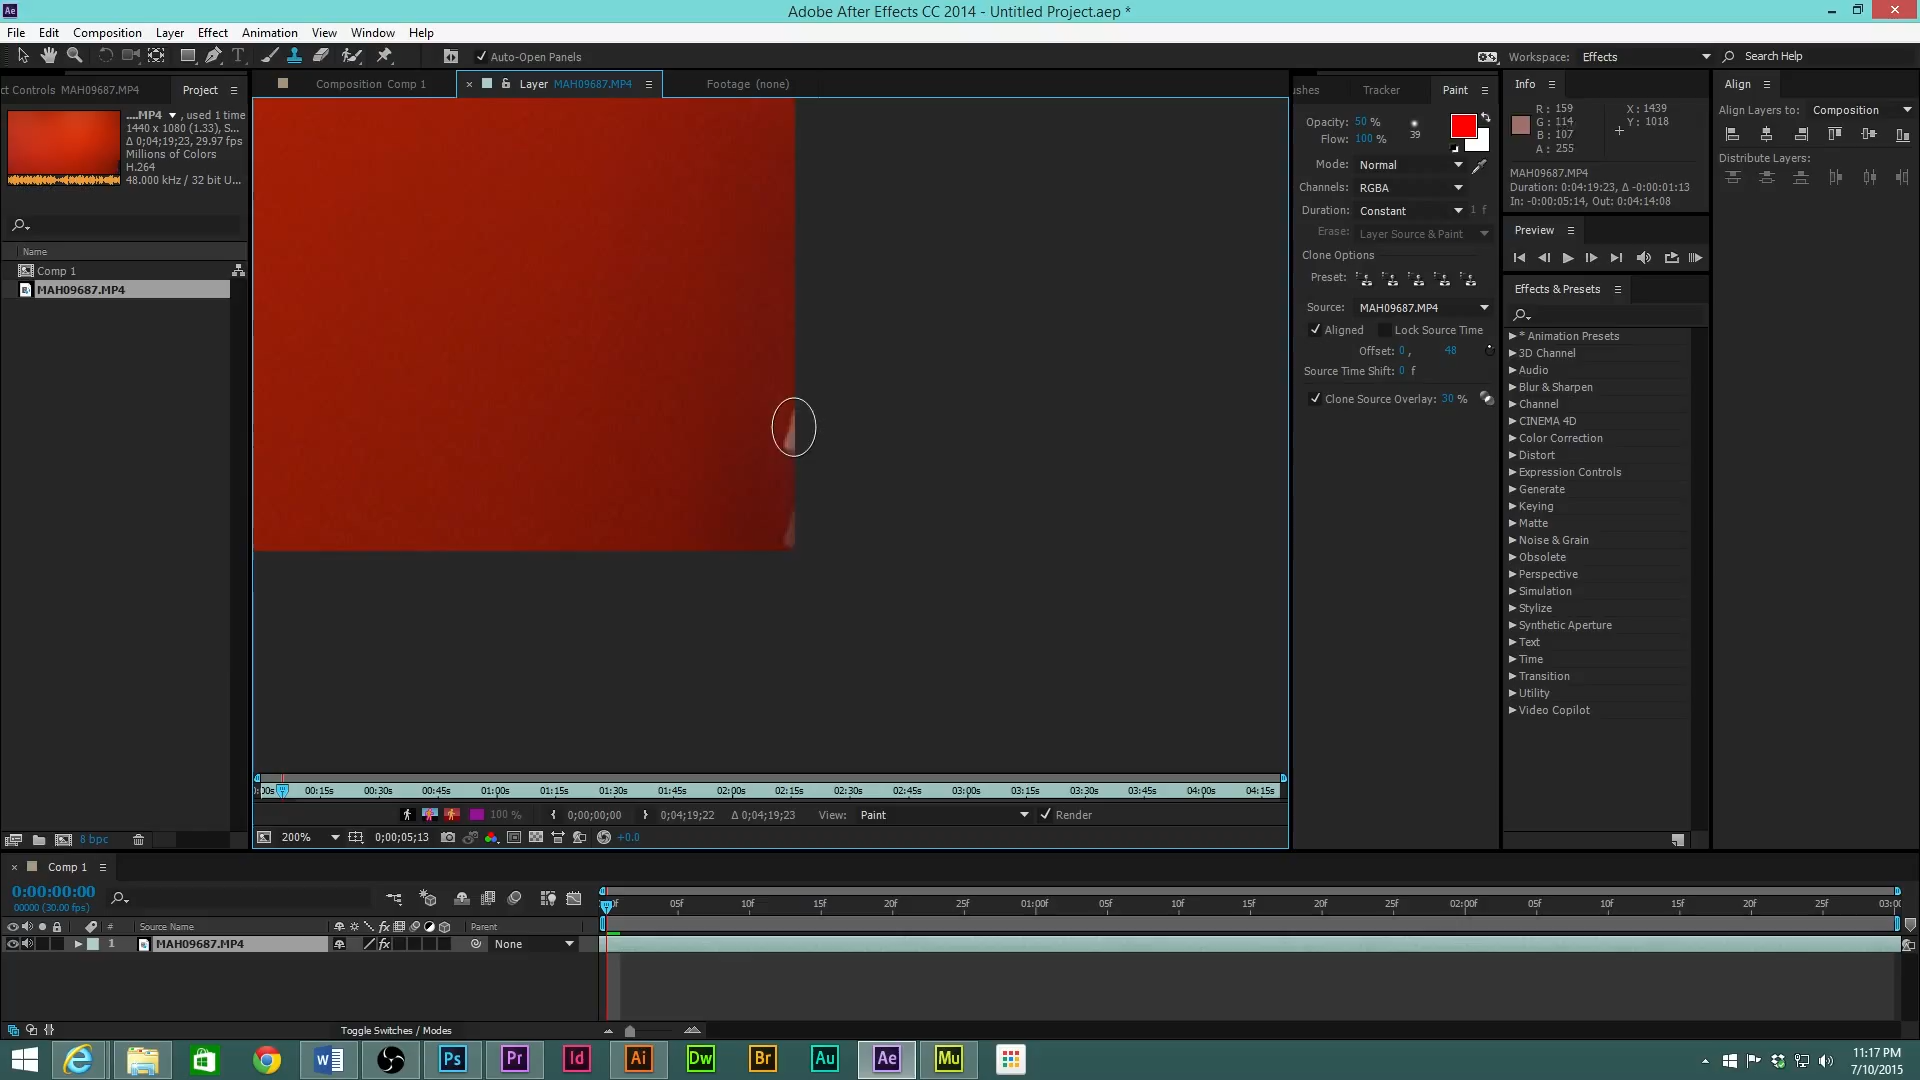 Adobe After Effects CC 2014 - Untitled Project.aep *
File Edit Composition Layer Effect Animation View Window Help
Auto-Open Panels
Workspace: Effects
Search Help
ct Controls MAH09687.MP4 Project
Composition Comp 1
Layer MAH09687.MP4
Footage (none)
ushes Tracker Paint
Info
Align
....MP4 , used 1 time
1440 x 1080 (1.33), S...
Δ 0;04;19;23, 29.97 fps
Millions of Colors
H.264
48.000 kHz / 32 bit U...
Name
Comp 1
MAH09687.MP4
8 bpc
Opacity: 50 %
Flow: 100 %
39
Mode: Normal
Channels: RGBA
Duration: Constant 1 f
Erase: Layer Source & Paint
Clone Options
Preset:
Source: MAH09687.MP4
Aligned Lock Source Time
Offset: 0 , 48
Source Time Shift: 0 f
Clone Source Overlay: 30 %
R : 159
G : 114
B : 107
A : 255
X : 1439
Y : 1018
MAH09687.MP4
Duration: 0:04:19:23, Δ -0:00:01:13
In: -0:00:05:14, Out: 0:04:14:08
Preview
Effects & Presets
* Animation Presets
3D Channel
Audio
Blur & Sharpen
Channel
CINEMA 4D
Color Correction
Distort
Expression Controls
Generate
Keying
Matte
Noise & Grain
Obsolete
Perspective
Simulation
Stylize
Synthetic Aperture
Text
Time
Transition
Utility
Video Copilot
Align Layers to: Composition
Distribute Layers:
00s 00:15s 00:30s 00:45s 01:00s 01:15s 01:30s 01:45s 02:00s 02:15s 02:30s 02:45s 03:00s 03:15s 03:30s 03:45s 04:00s 04:15s
100 % 0;00;00;00 0;04;19;22 Δ 0;04;19;23 View: Paint Render
200% 0;00;05;13 +0.0
Comp 1
0:00:00:00
00000 (30.00 fps)
0f 05f 10f 15f 20f 25f 01:00f 05f 10f 15f 20f 25f 02:00f 05f 10f 15f 20f 25f 03:00
# Source Name Parent
1 MAH09687.MP4 None
Toggle Switches / Modes
Ps Pr Id Ai Dw Br Au Ae Mu
11:17 PM
7/10/2015